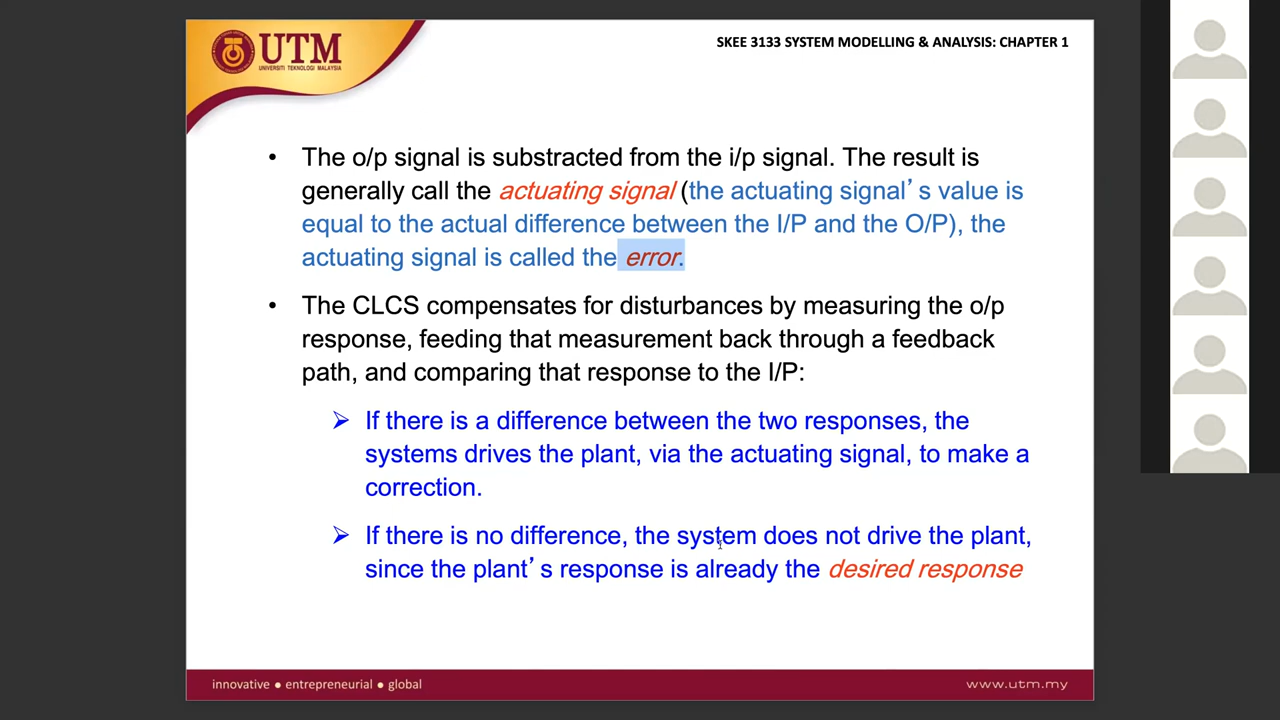 UTM
UNIVERSITI TEKNOLOGI MALAYSIA
SKEE 3133 SYSTEM MODELLING & ANALYSIS: CHAPTER 1
• The o/p signal is substracted from the i/p signal. The result is
generally call the actuating signal (the actuating signal’s value is
equal to the actual difference between the I/P and the O/P), the
actuating signal is called the error.
• The CLCS compensates for disturbances by measuring the o/p
response, feeding that measurement back through a feedback
path, and comparing that response to the I/P:
➢ If there is a difference between the two responses, the
systems drives the plant, via the actuating signal, to make a
correction.
➢ If there is no difference, the system does not drive the plant,
since the plant’s response is already the desired response
innovative ● entrepreneurial ● global
www.utm.my